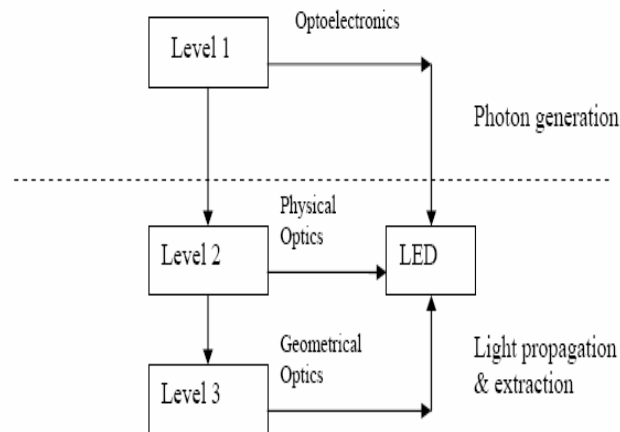 Optoelectronics
Level 1
Photon generation
Physical
Optics
Level 2
LED
Geometrical
Optics
Light propagation
& extraction
Level 3